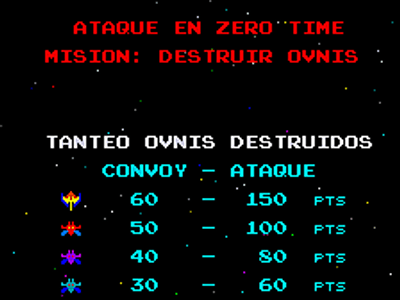 ATAQUE EN ZERO TIME
MISION: DESTRUIR OVNIS
TANTEO OVNIS DESTRUIDOS
CONVOY - ATAQUE
60 - 150 PTS
50 - 100 PTS
40 - 80 PTS
30 - 60 PTS